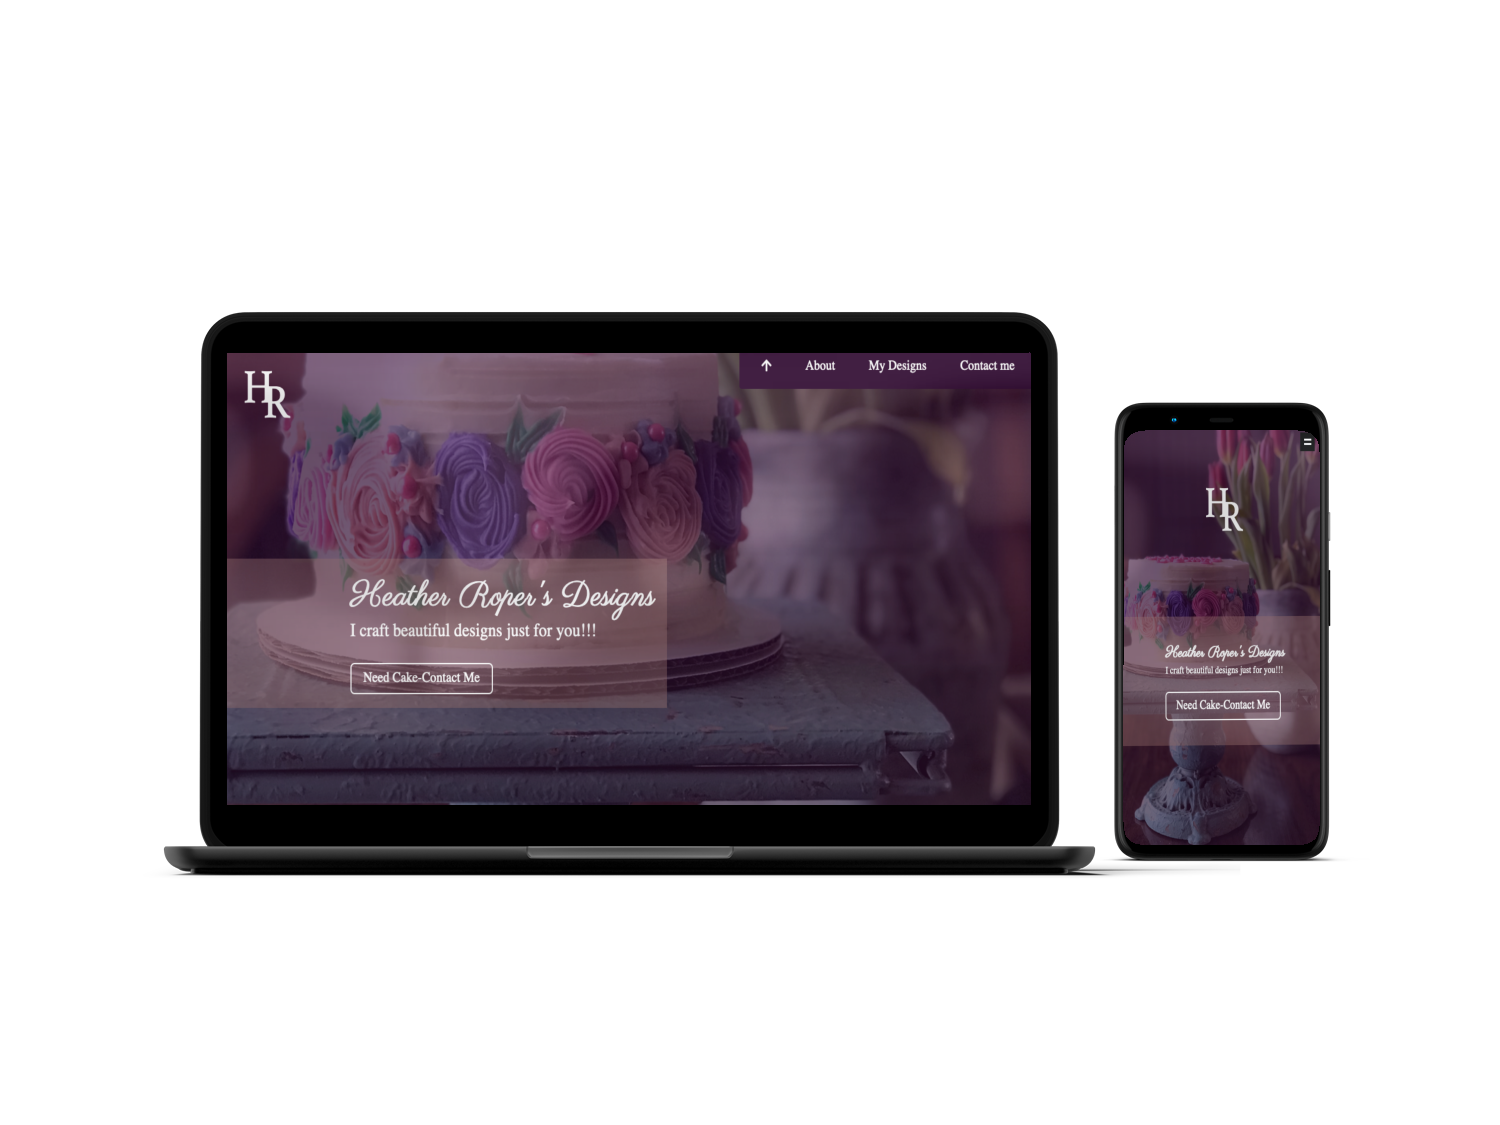 HR
↑ About My Designs Contact me
Heather Roper's Designs
I craft beautiful designs just for you!!!
Need Cake-Contact Me
HR
Heather Roper's Designs
I craft beautiful designs just for you!!!
Need Cake-Contact Me